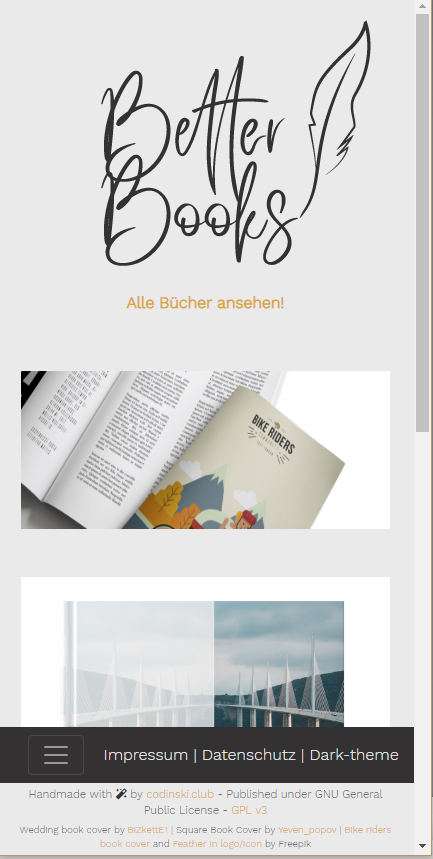 Better
Books
Alle Bücher ansehen!
BIKE RIDERS
Impressum | Datenschutz | Dark-theme
Handmade with by codinski.club - Published under GNU General
Public License - GPL v3
Wedding book cover by BiZkettE1 | Square Book Cover by Yeven_popov | Bike riders
book cover and Feather in logo/icon by Freepik